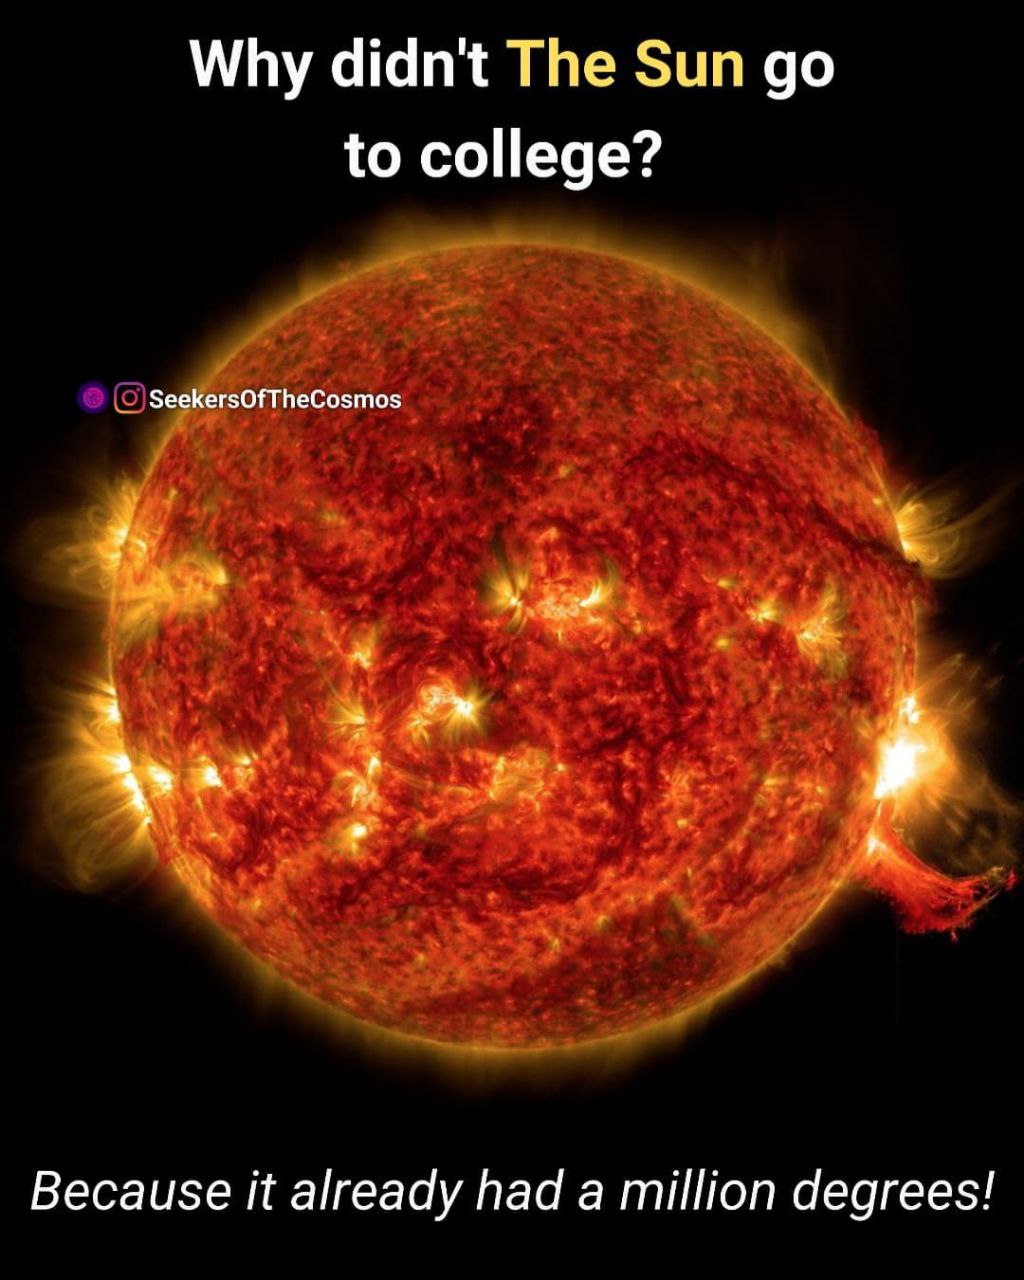 Why didn't The Sun go
to college?
SeekersOfTheCosmos
Because it already had a million degrees!